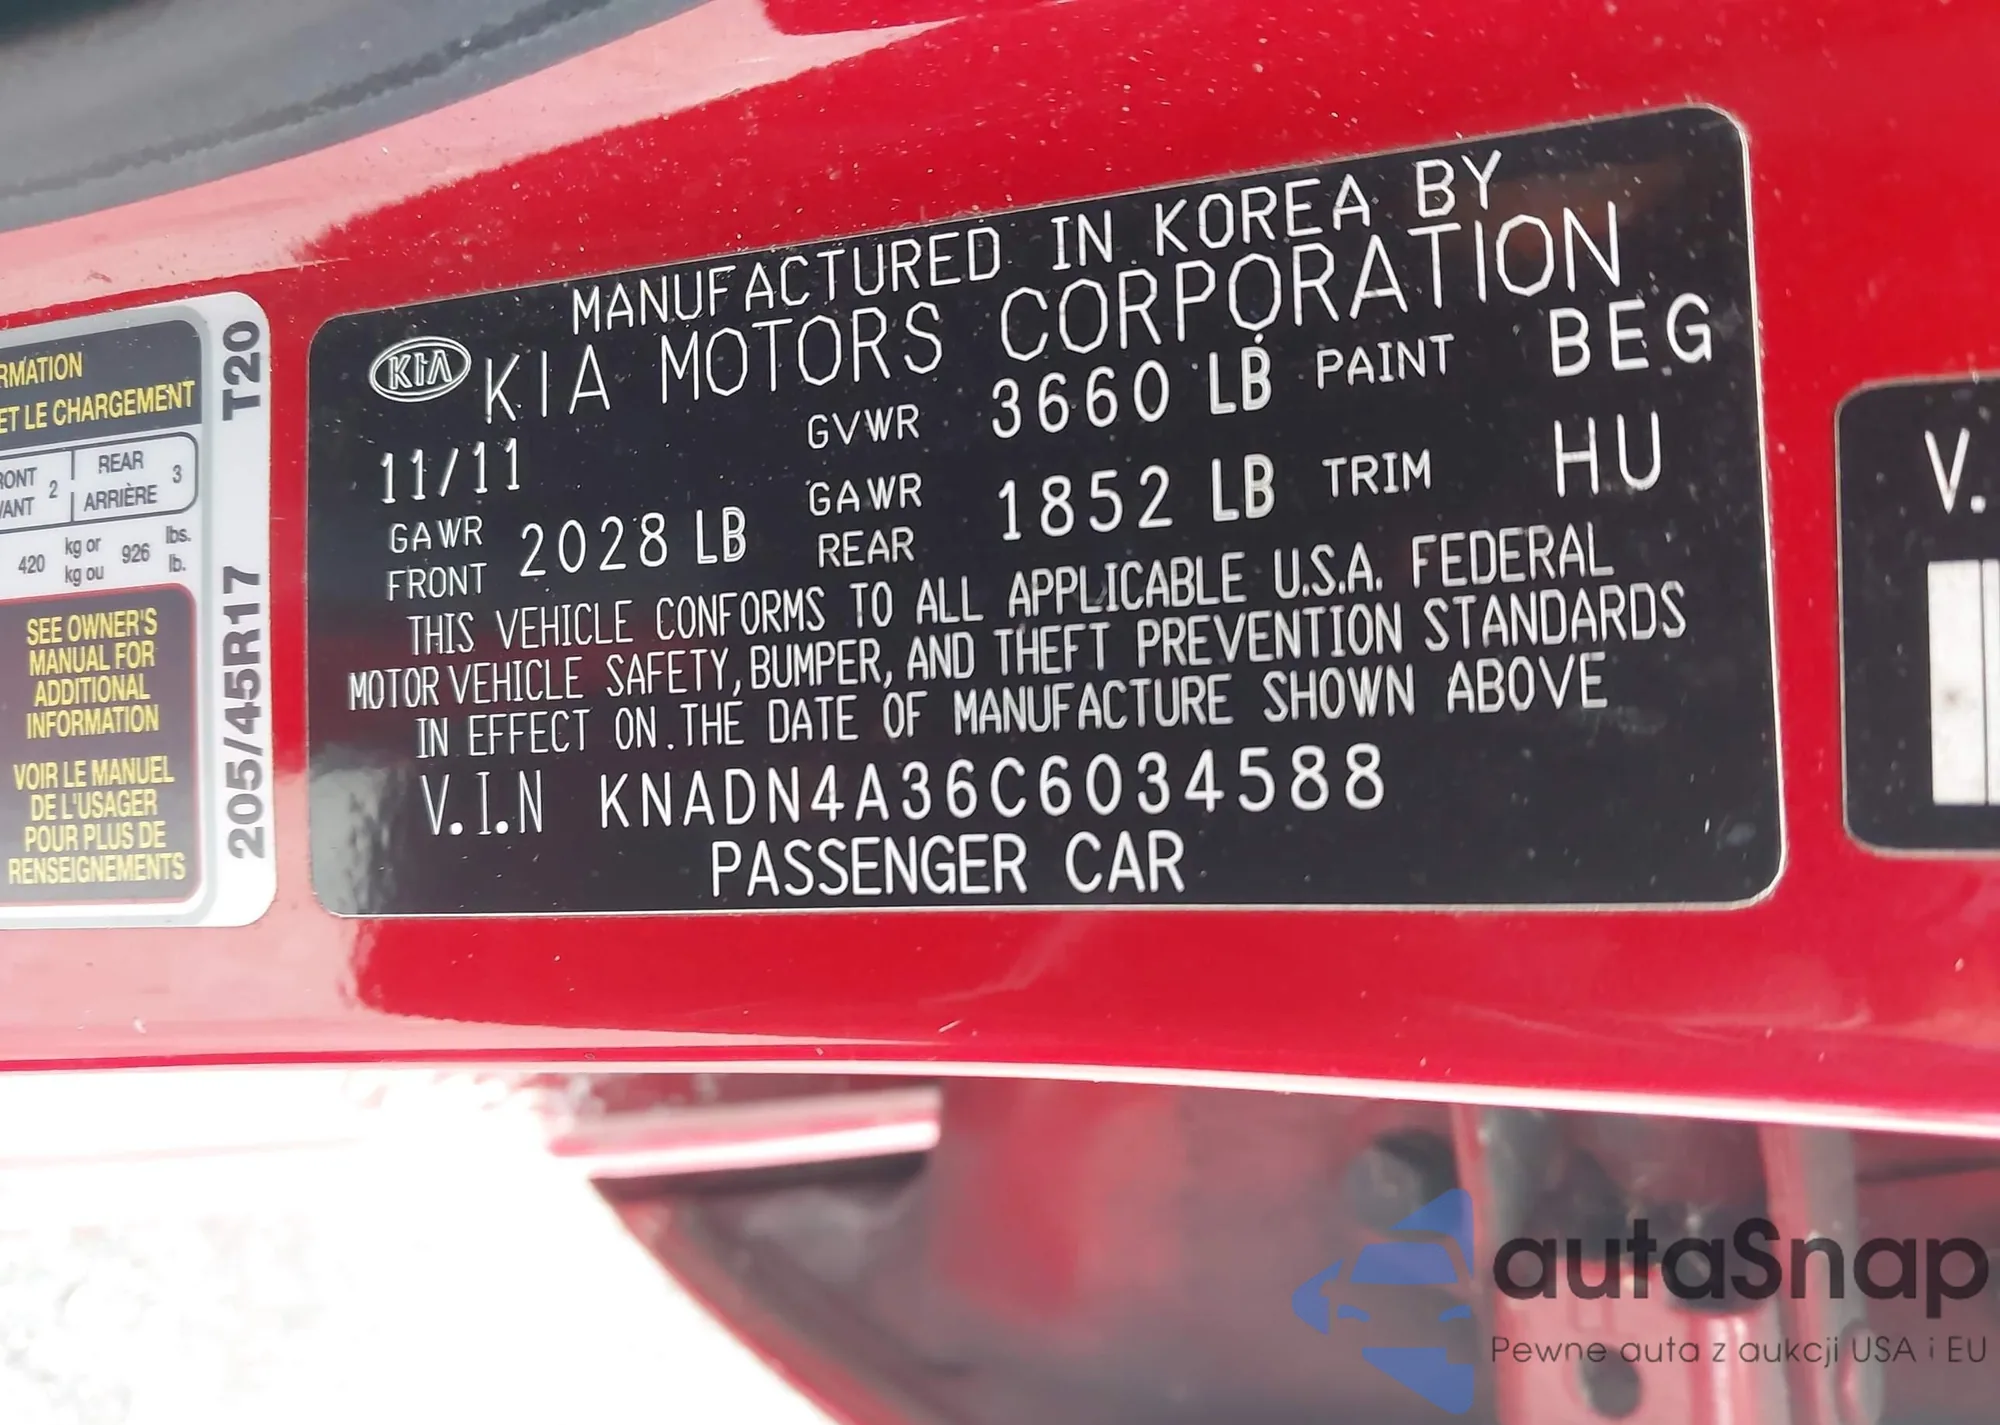 RMATION
ET LE CHARGEMENT
REAR 3
2 ARRIÈRE
420 kg or 926 lbs.
kg ou lb.
SEE OWNER'S
MANUAL FOR
ADDITIONAL
INFORMATION
VOIR LE MANUEL
DE L'USAGER
POUR PLUS DE
RENSEIGNEMENTS
205/45R17 T20
MANUFACTURED IN KOREA BY
KIA KIA MOTORS CORPORATION
11/11 GVWR 3660 LB PAINT BEG
GAWR FRONT 2028 LB GAWR REAR 1852 LB TRIM HU
THIS VEHICLE CONFORMS TO ALL APPLICABLE U.S.A. FEDERAL
MOTOR VEHICLE SAFETY, BUMPER, AND THEFT PREVENTION STANDARDS
IN EFFECT ON THE DATE OF MANUFACTURE SHOWN ABOVE
V.I.N KNADN4A36C6034588
PASSENGER CAR
V.
autaSnap
Pewne auta z aukcji USA i EU